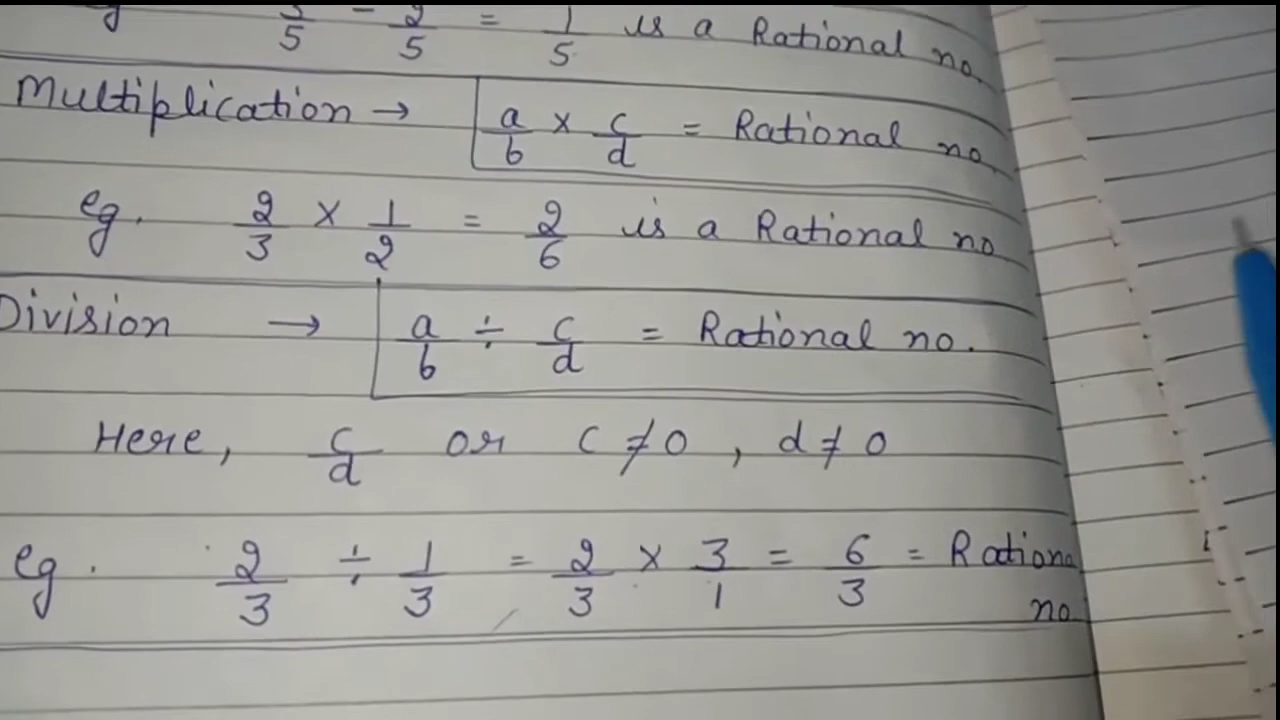 3/5 - 2/5 = 1/5 is a Rational no.
Multiplication → a/b × c/d = Rational no.
eg. 2/3 × 1/2 = 2/6 is a Rational no
Division → a/b ÷ c/d = Rational no.
Here, c/d or c ≠ 0, d ≠ 0
eg. 2/3 ÷ 1/3 = 2/3 × 3/1 = 6/3 = Rationa
no